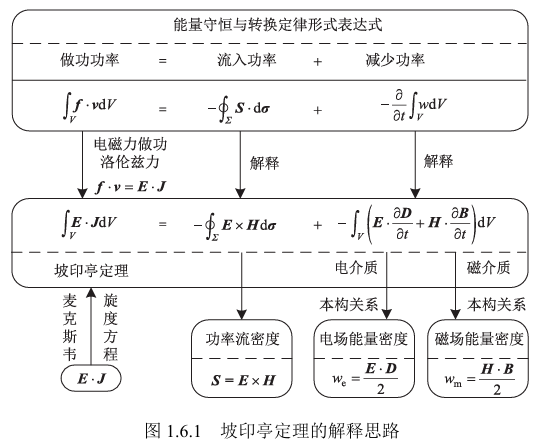 能量守恒与转换定律形式表达式
做功功率 = 流入功率 + 减少功率
∫_V f · vdV = -∮_Σ S · dσ + -∂/∂t ∫_V wdV
电磁力做功
洛伦兹力
f · v = E · J
解释
解释
∫_V E · JdV = -∮_Σ E × Hdσ + -∫_V (E · ∂D/∂t + H · ∂B/∂t)dV
坡印亭定理
电介质
磁介质
麦克斯韦
旋度方程
本构关系
本构关系
E · J
功率流密度
S = E × H
电场能量密度
w_e = E · D/2
磁场能量密度
w_m = H · B/2
图 1.6.1 坡印亭定理的解释思路